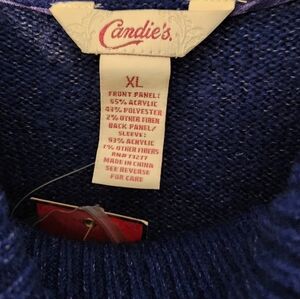 Candie's.
XL
FRONT PANEL:
55% ACRYLIC
43% POLYESTER
2% OTHER FIBER
BACK PANEL/
SLEEVE:
93% ACRYLIC
7% OTHER FIBERS
RN# 73277
MADE IN CHINA
SEE REVERSE
FOR CARE